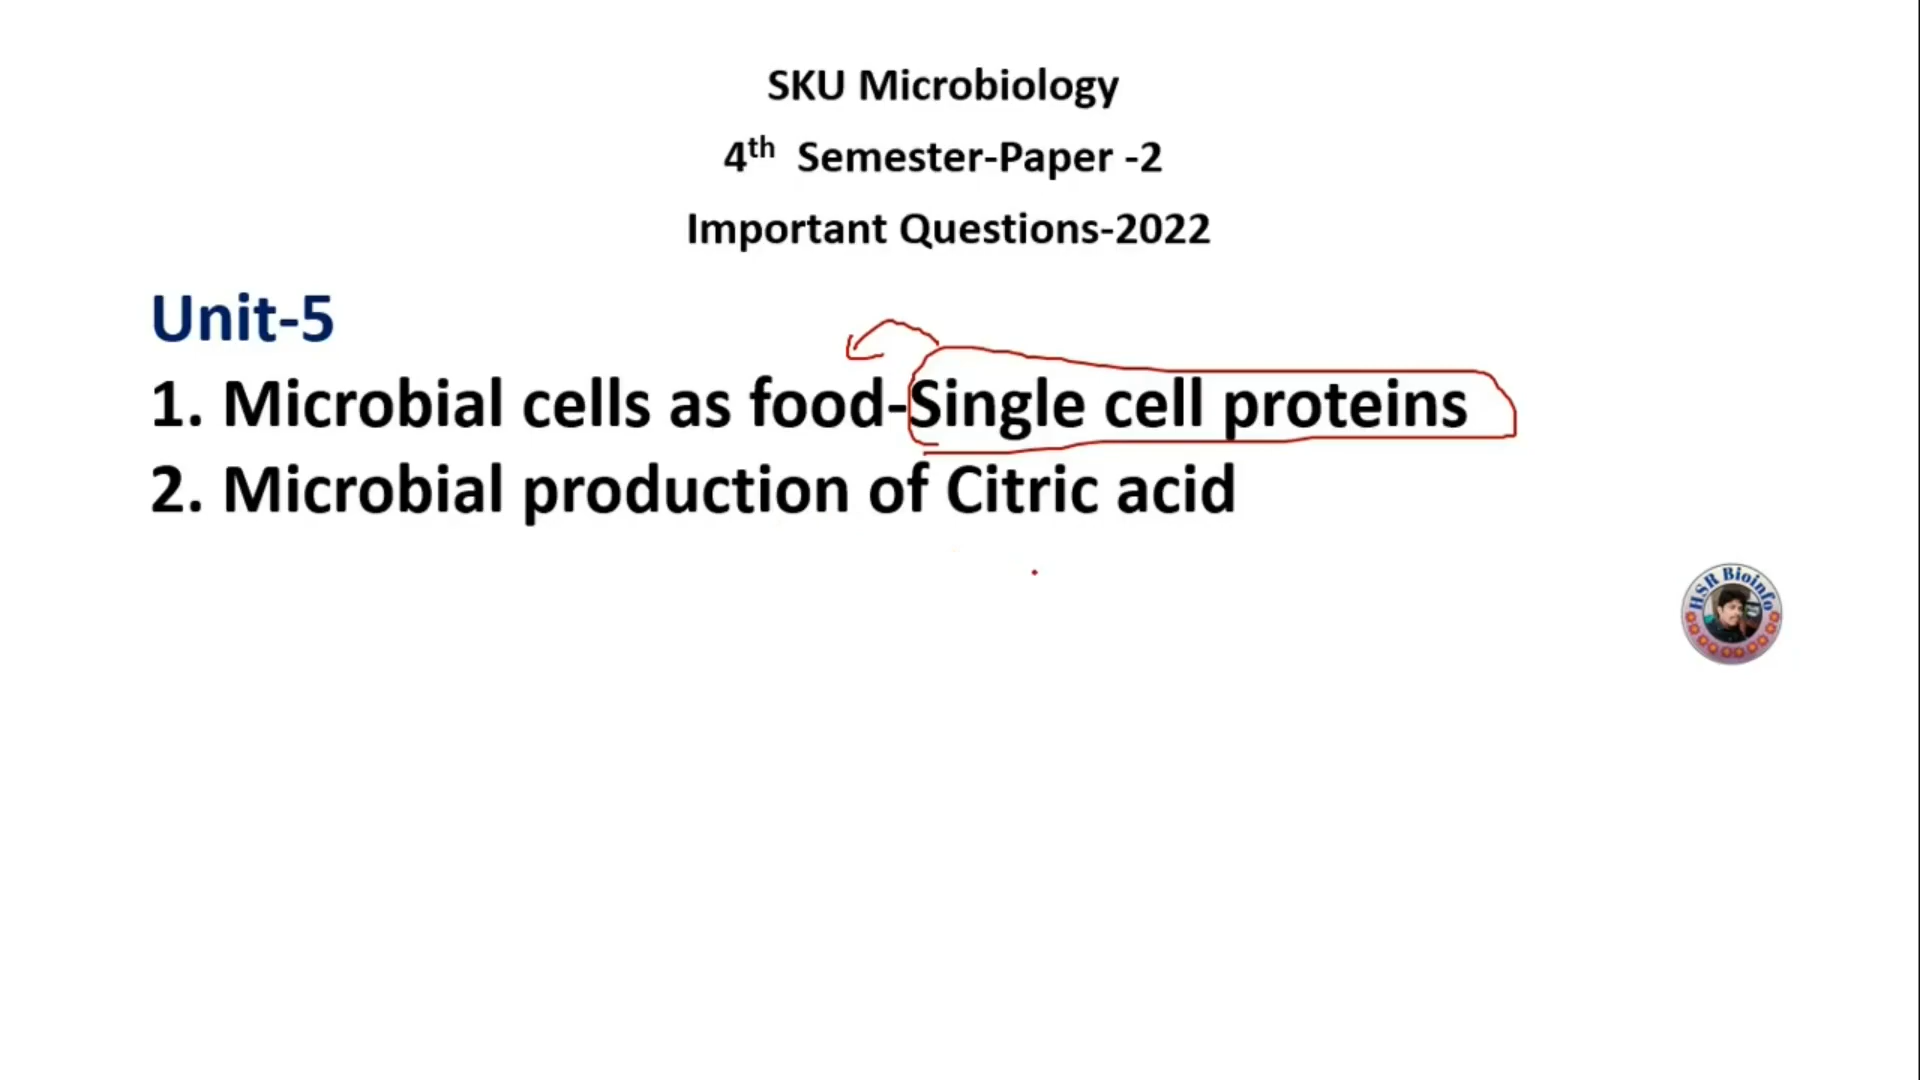 SKU Microbiology
4th Semester-Paper -2
Important Questions-2022
Unit-5
1. Microbial cells as food-Single cell proteins
2. Microbial production of Citric acid
HSR Bioinfo